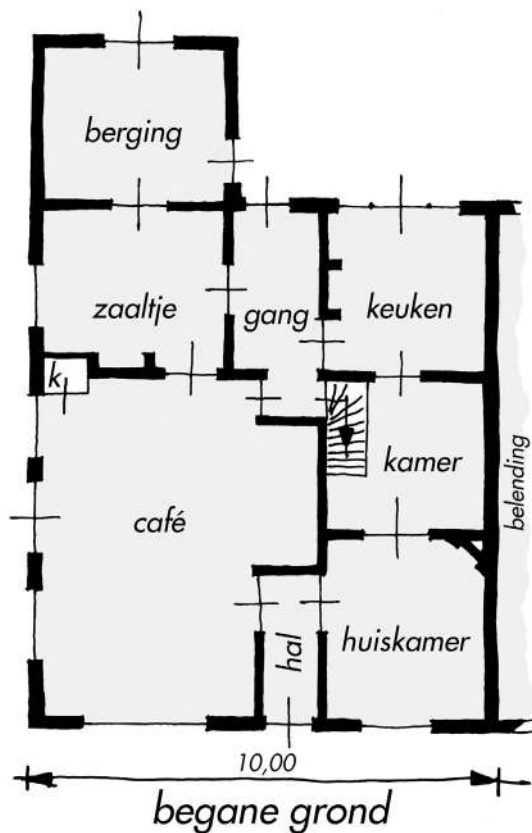 berging
zaaltje
gang
keuken
k.
kamer
café
belending
hal
huiskamer
10,00
begane grond